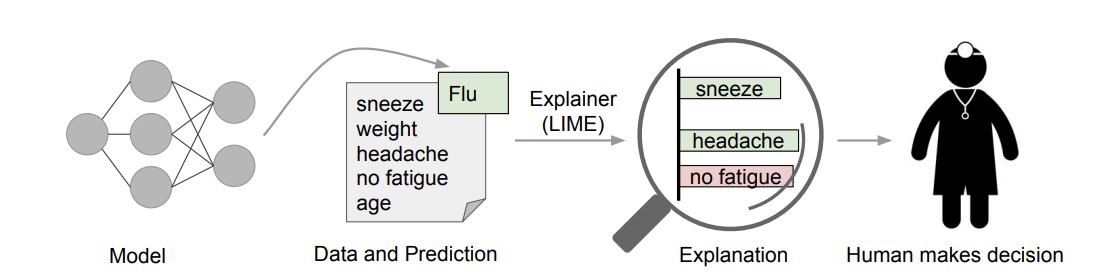 Flu
sneeze
weight
headache
no fatigue
age
Explainer
(LIME)
sneeze
headache
no fatigue
Model
Data and Prediction
Explanation
Human makes decision